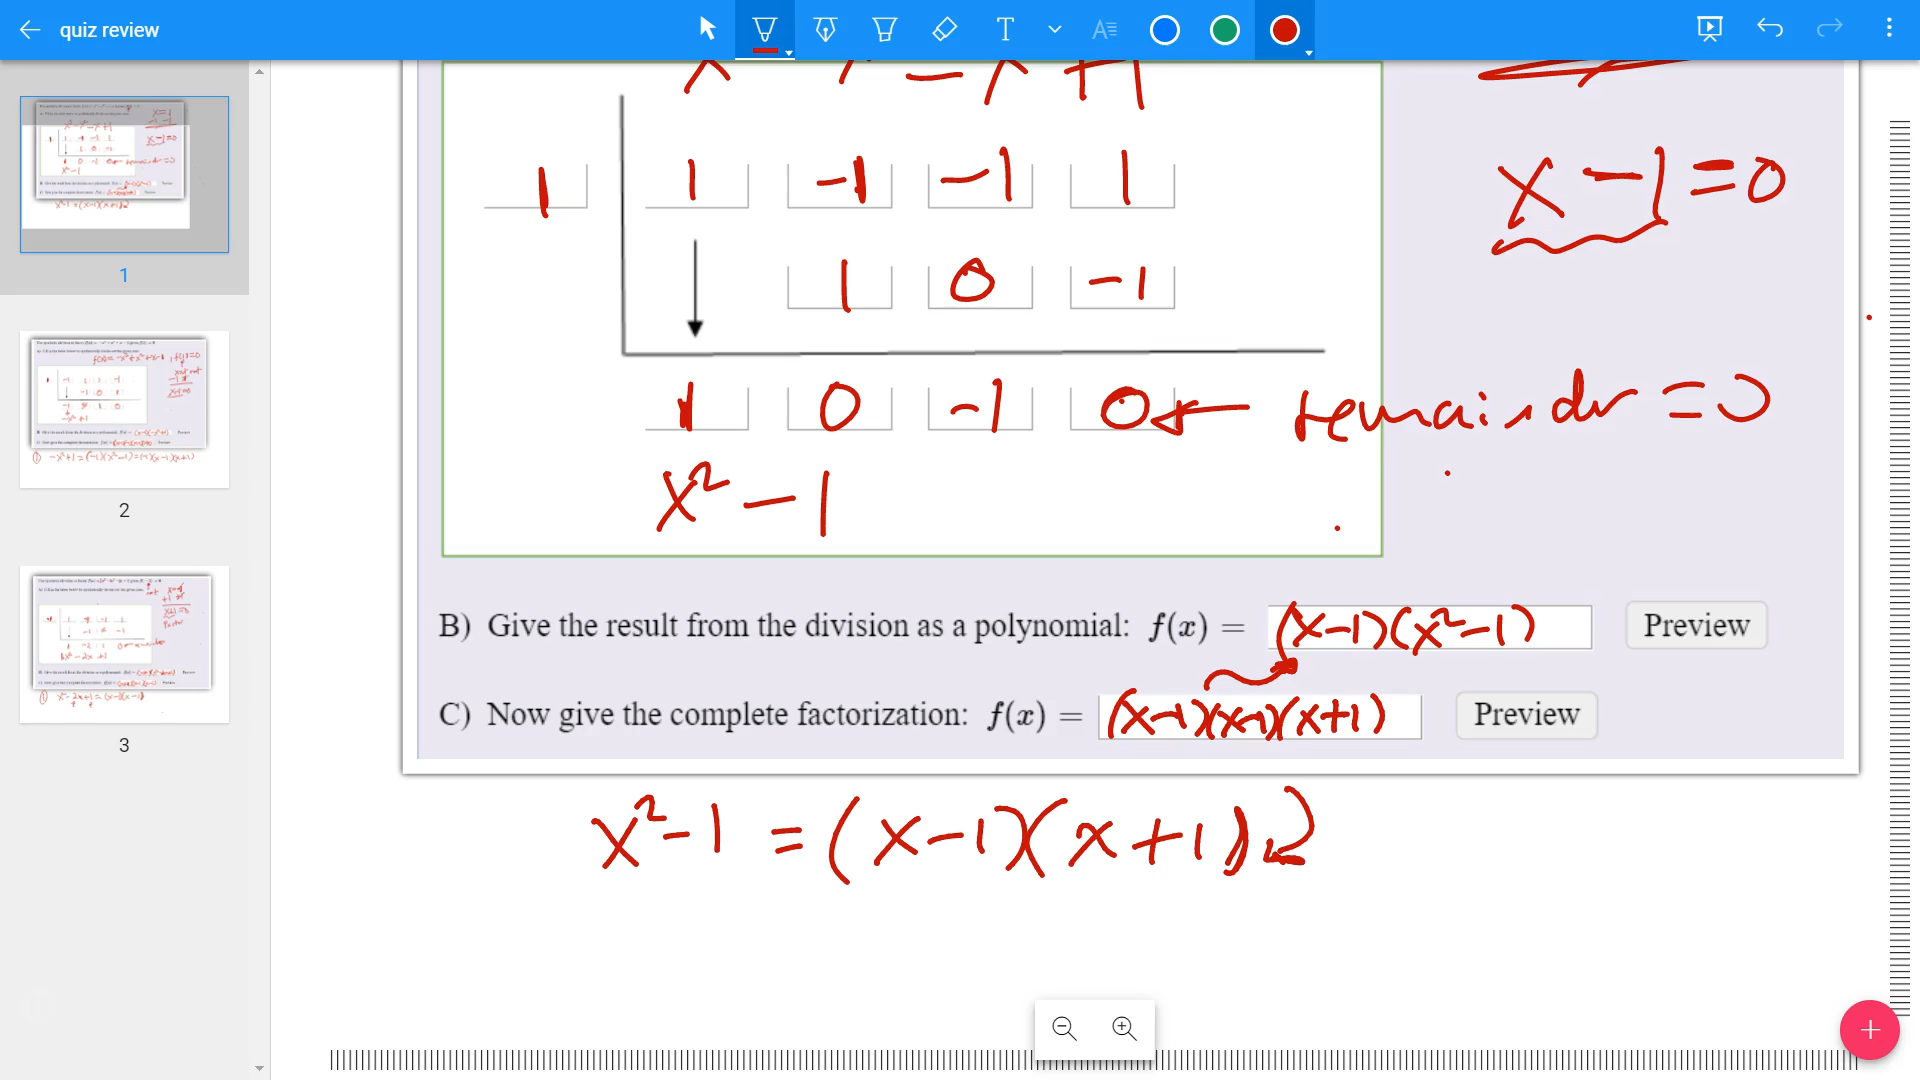 quiz review
T
1 1 -1 -1 1
1 0 -1
1 0 -1 0 ← remainder = 0
x² - 1
x - 1 = 0
B) Give the result from the division as a polynomial: f(x) = (x-1)(x²-1) Preview
C) Now give the complete factorization: f(x) = (x-1)(x-1)(x+1) Preview
x² - 1 = (x-1)(x+1)
1
2
3